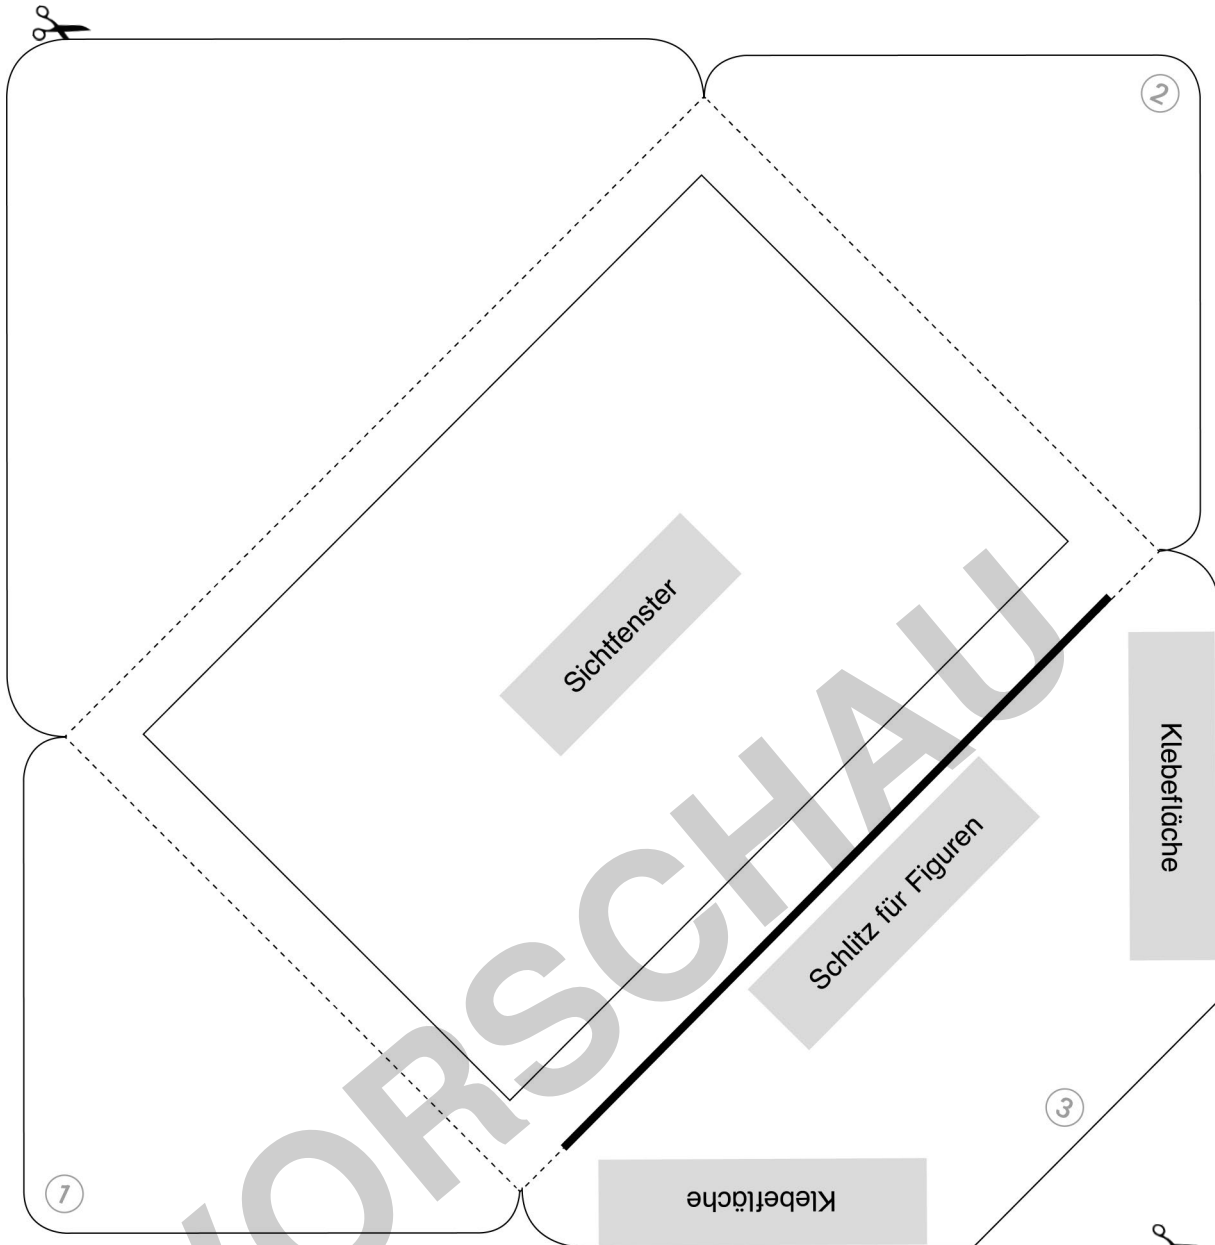 2
Sichtfenster
Klebefläche
Schlitz für Figuren
3
1
Klebefläche
VORSCHAU